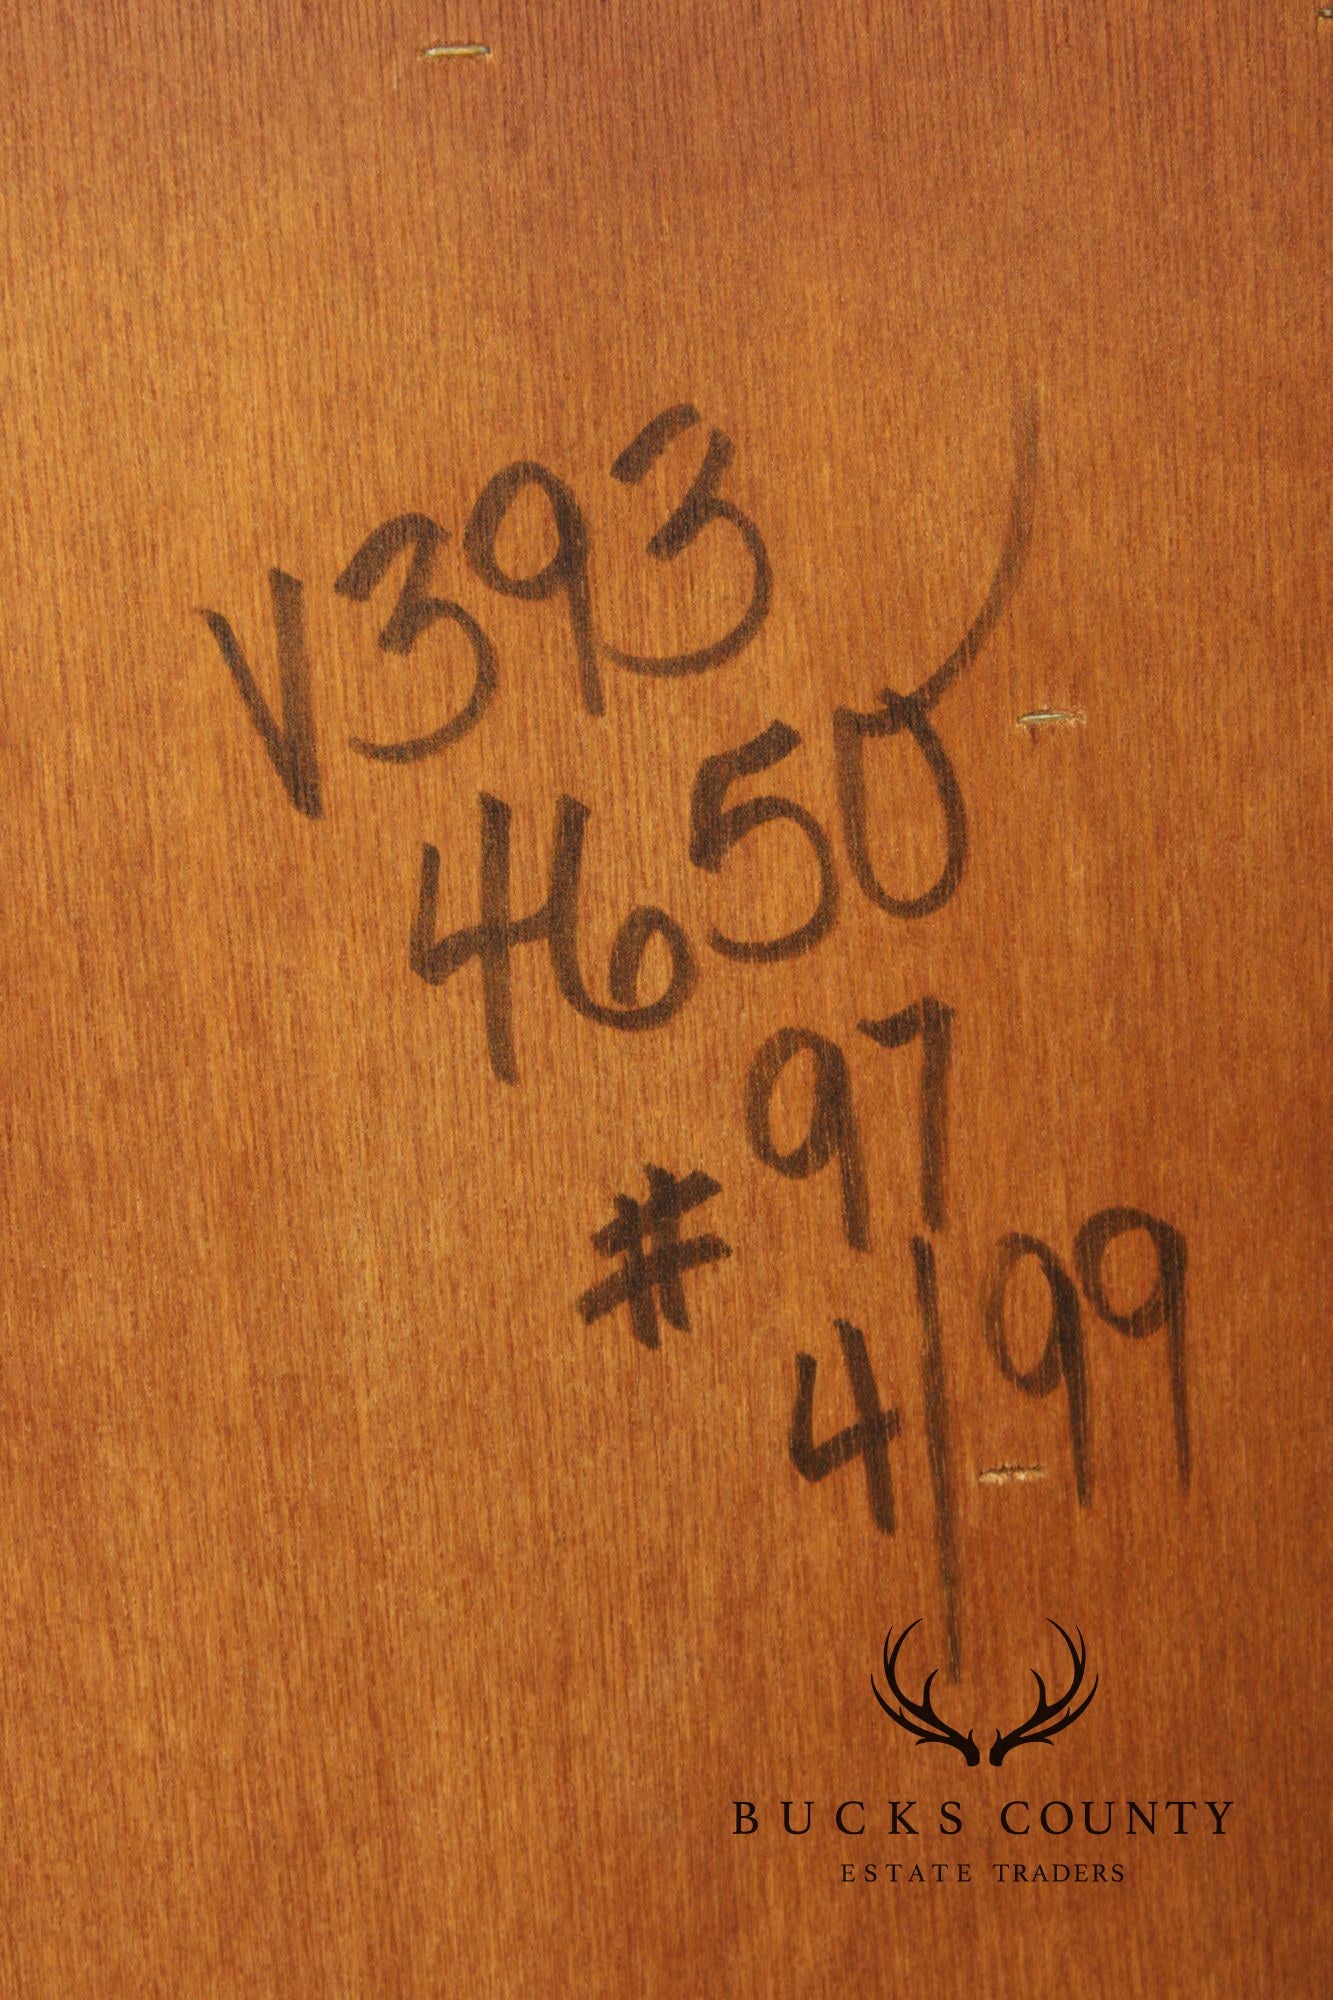 V393
4650
# 97
4/99
BUCKS COUNTY
ESTATE TRADERS